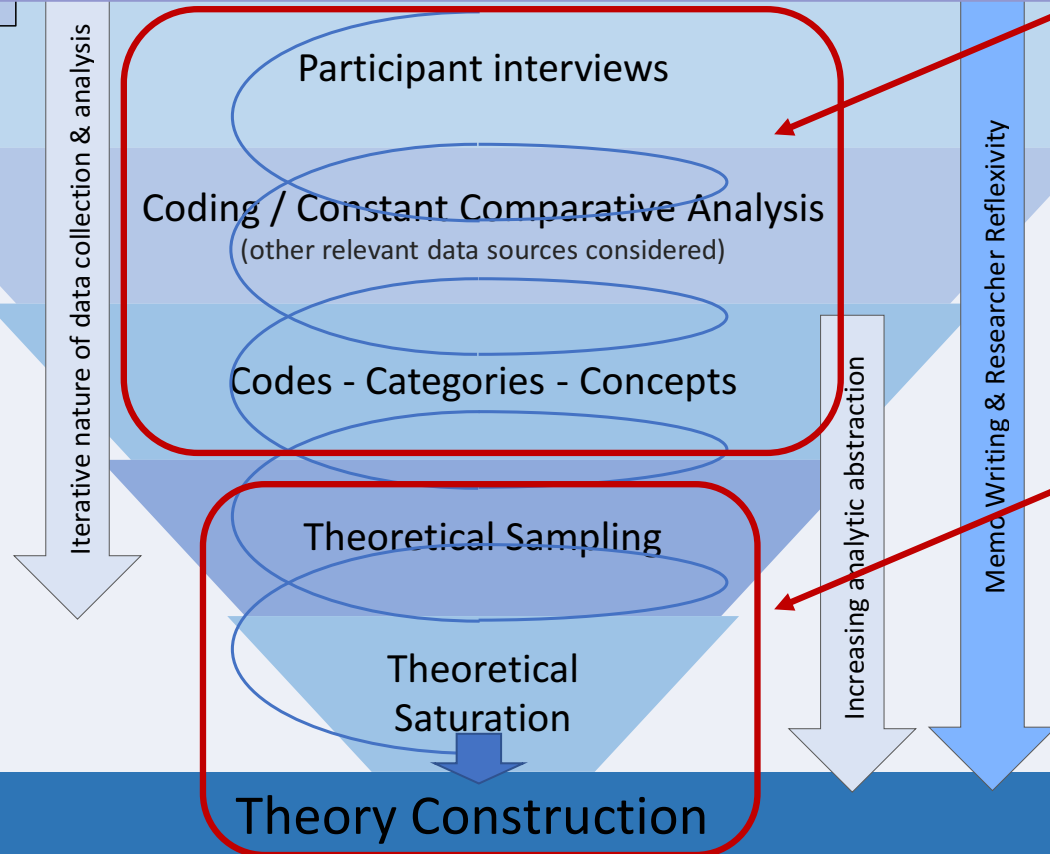 Participant interviews
Coding / Constant Comparative Analysis
(other relevant data sources considered)
Codes - Categories - Concepts
Theoretical Sampling
Theoretical
Saturation
Theory Construction
Iterative nature of data collection & analysis
Increasing analytic abstraction
Memo Writing & Researcher Reflexivity